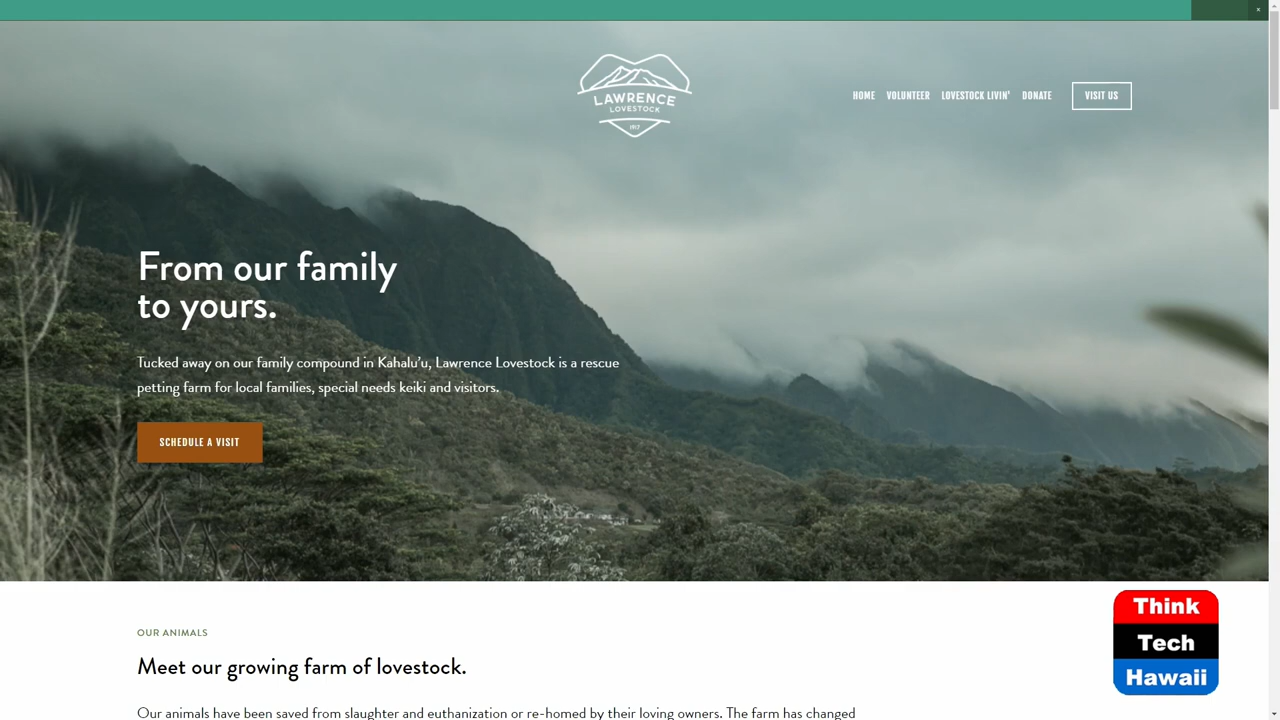 LAWRENCE
LOVESTOCK
1917
HOME VOLUNTEER LOVESTOCK LIVIN' DONATE VISIT US
From our family
to yours.
Tucked away on our family compound in Kahalu'u, Lawrence Lovestock is a rescue
petting farm for local families, special needs keiki and visitors.
SCHEDULE A VISIT
OUR ANIMALS
Meet our growing farm of lovestock.
Our animals have been saved from slaughter and euthanization or re-homed by their loving owners. The farm has changed
Think
Tech
Hawaii